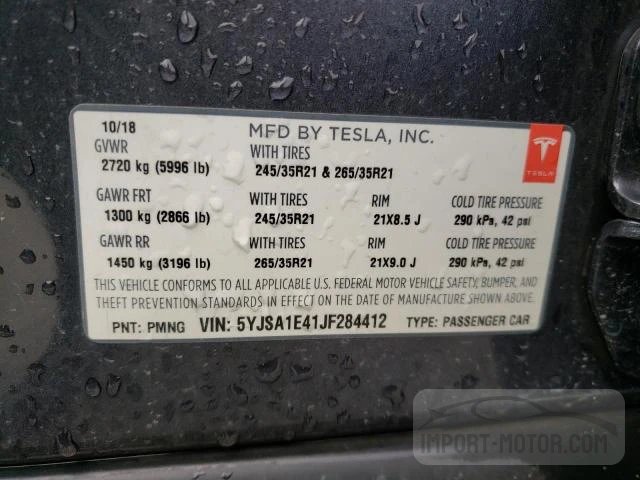 10/18 MFD BY TESLA, INC.
GVWR WITH TIRES
2720 kg (5996 lb) 245/35R21 & 265/35R21
TESLA
GAWR FRT WITH TIRES RIM COLD TIRE PRESSURE
1300 kg (2866 lb) 245/35R21 21X8.5 J 290 kPa, 42 psi
GAWR RR RIM COLD TIRE PRESSURE
1450 kg (3196 lb) 265/35R21 21X9.0 J 290 kPa, 42 psi
THIS VEHICLE CONFORMS TO ALL APPLICABLE U.S. FEDERAL MOTOR VEHICLE SAFETY, BUMPER, AND
THEFT PREVENTION STANDARDS IN EFFECT ON THE DATE OF MANUFACTURE SHOWN ABOVE.
PNT: PMNG VIN: 5YJSA1E41JF284412 TYPE: PASSENGER CAR
IMPORT-MOTOR.COM